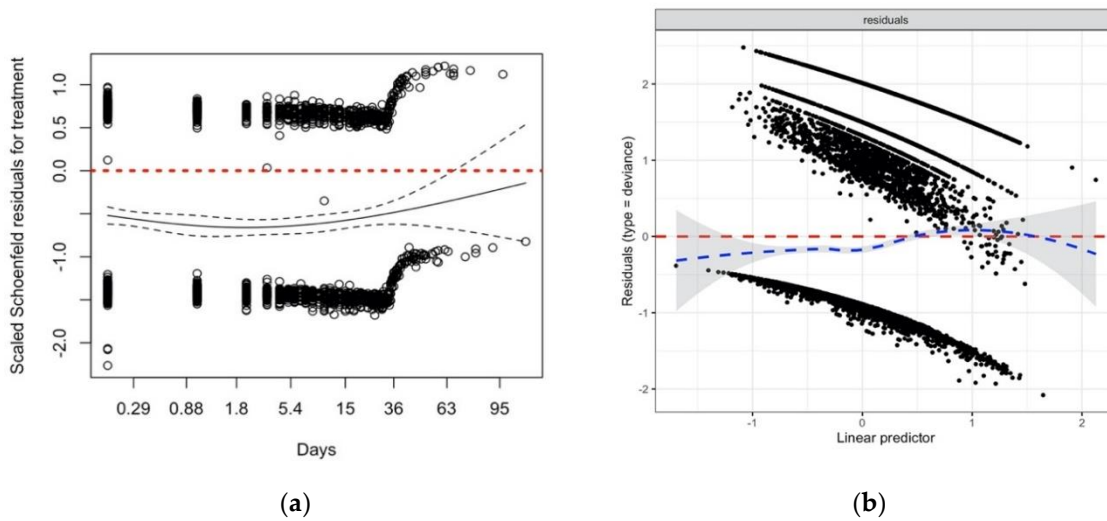 Scaled Schoenfeld residuals for treatment
1.0
0.5
0.0
-1.0
-2.0
0.29 0.88 1.8 5.4 15 36 63 95
Days
(a)
residuals
Residuals (type = deviance)
2
1
0
-1
-2
-1 0 1 2
Linear predictor
(b)